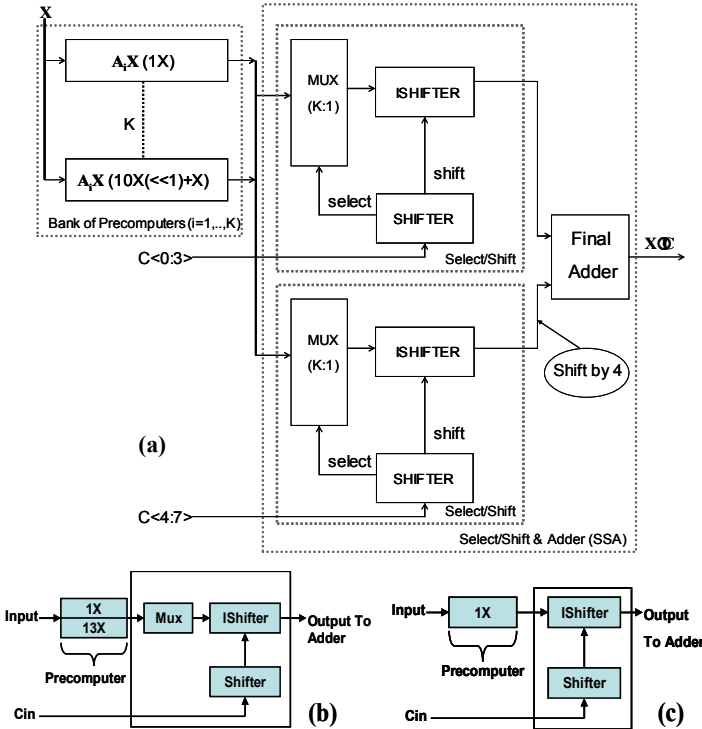 X
AᵢX (1X)
K
AᵢX (10X(<<1)+X)
Bank of Precomputers (i=1,..,K)
MUX
(K:1)
ISHIFTER
shift
select
SHIFTER
C<0:3>
Select/Shift
Final
Adder
MUX
(K:1)
ISHIFTER
Shift by 4
shift
select
SHIFTER
(a)
C<4:7>
Select/Shift
Select/Shift & Adder (SSA)
Input
1X
13X
Mux
IShifter
Output To
Adder
Precomputer
Shifter
Cin
(b)
Input
1X
IShifter
Output
To Adder
Precomputer
Shifter
Cin
(c)